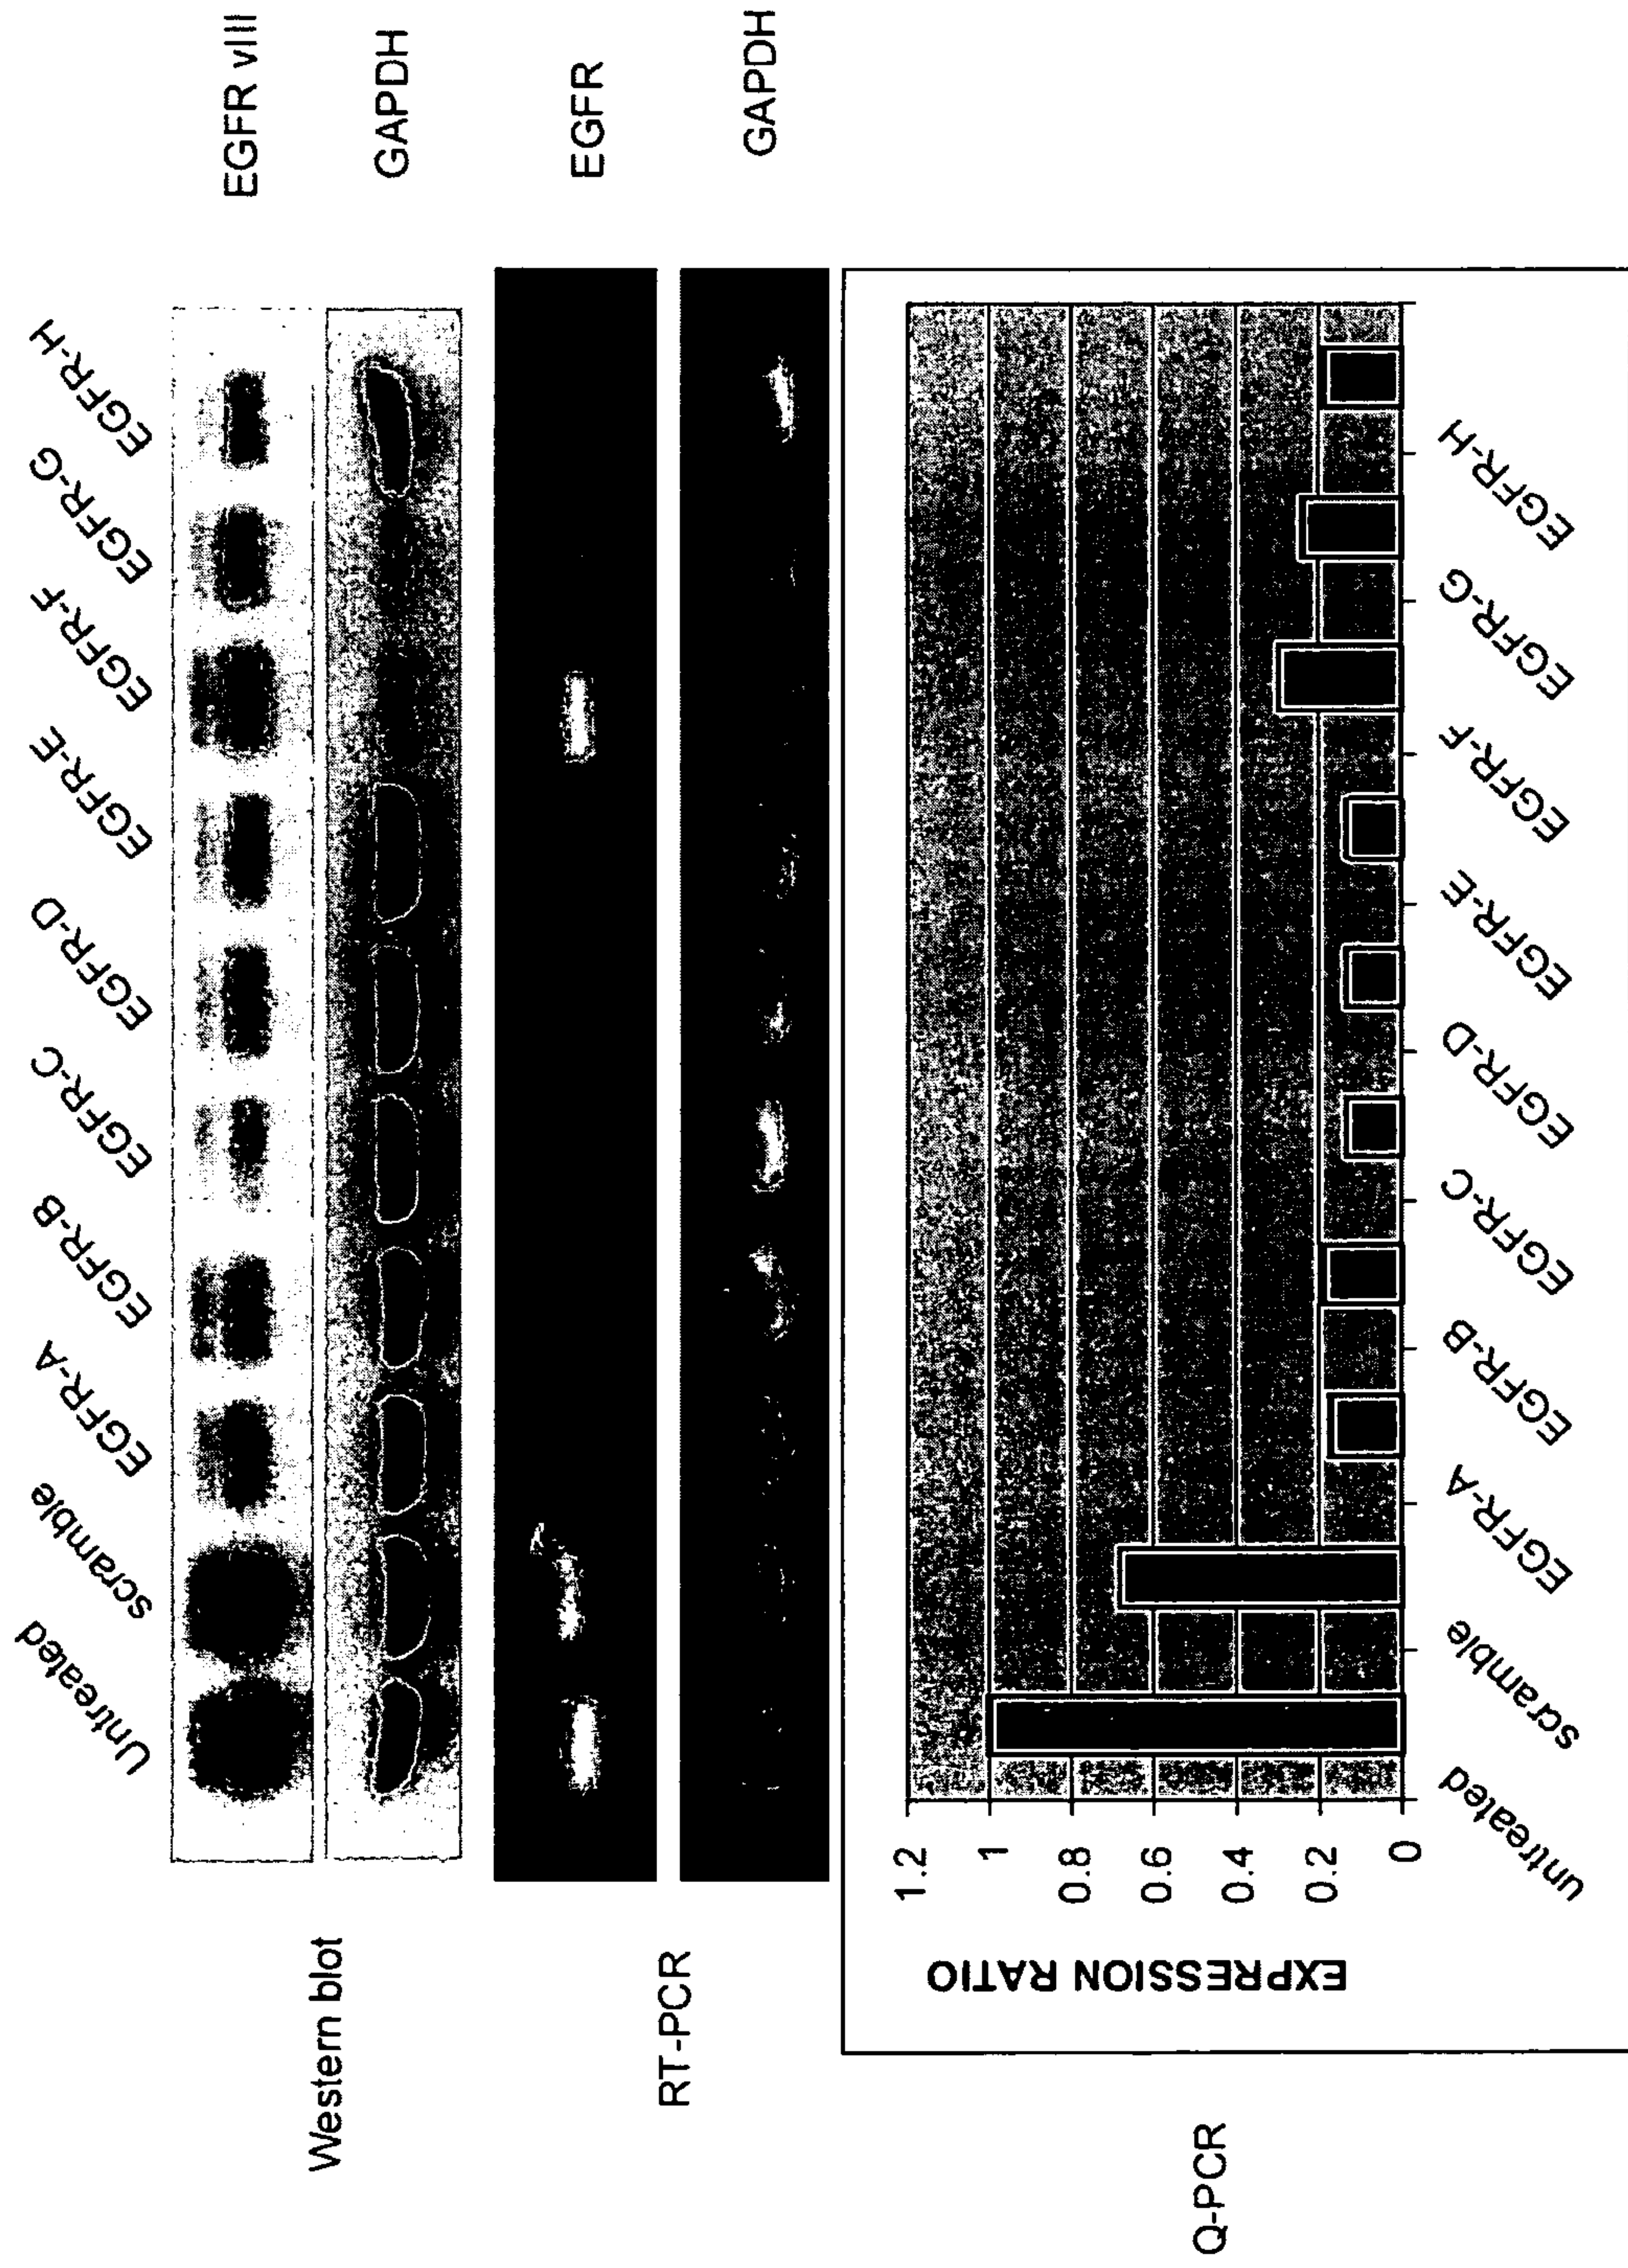 Untreated
scramble
EGFR-A
EGFR-B
EGFR-C
EGFR-D
EGFR-E
EGFR-F
EGFR-G
EGFR-H
Western blot
EGFR vIII
GAPDH
RT-PCR
EGFR
GAPDH
Q-PCR
EXPRESSION RATIO
1.2
1
0.8
0.6
0.4
0.2
0
untreated
scramble
EGFR-A
EGFR-B
EGFR-C
EGFR-D
EGFR-E
EGFR-F
EGFR-G
EGFR-H